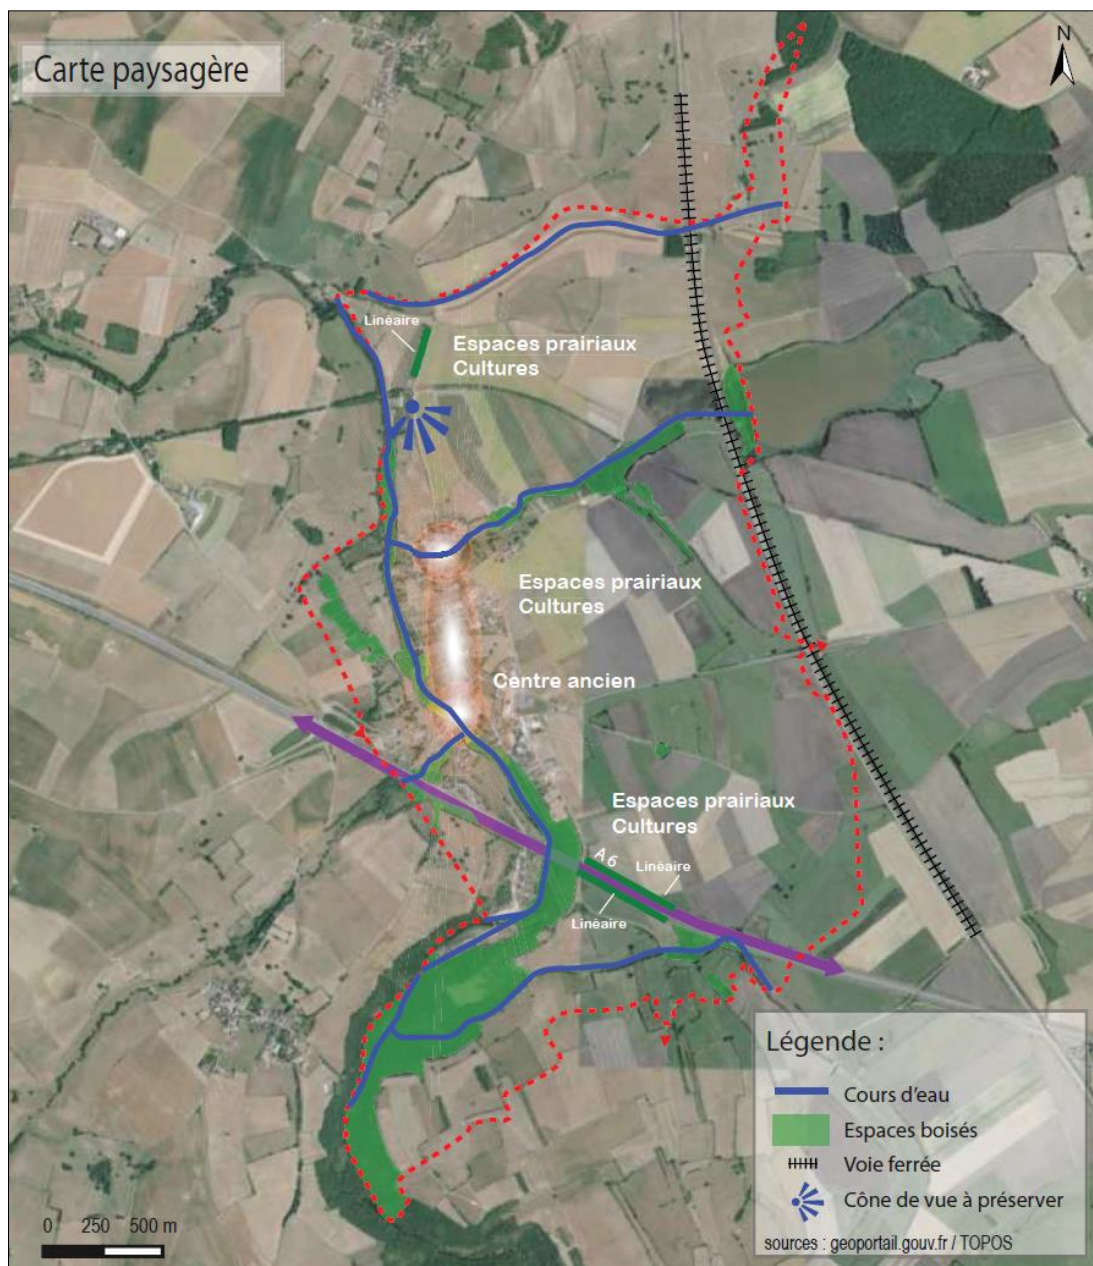 Carte paysagère
N
Linéaire
Espaces prairiaux
Cultures
Espaces prairiaux
Cultures
Centre ancien
Espaces prairiaux
Cultures
A 6
Linéaire
Linéaire
Légende :
Cours d'eau
Espaces boisés
Voie ferrée
Cône de vue à préserver
sources : geoportail.gouv.fr / TOPOS
0 250 500 m